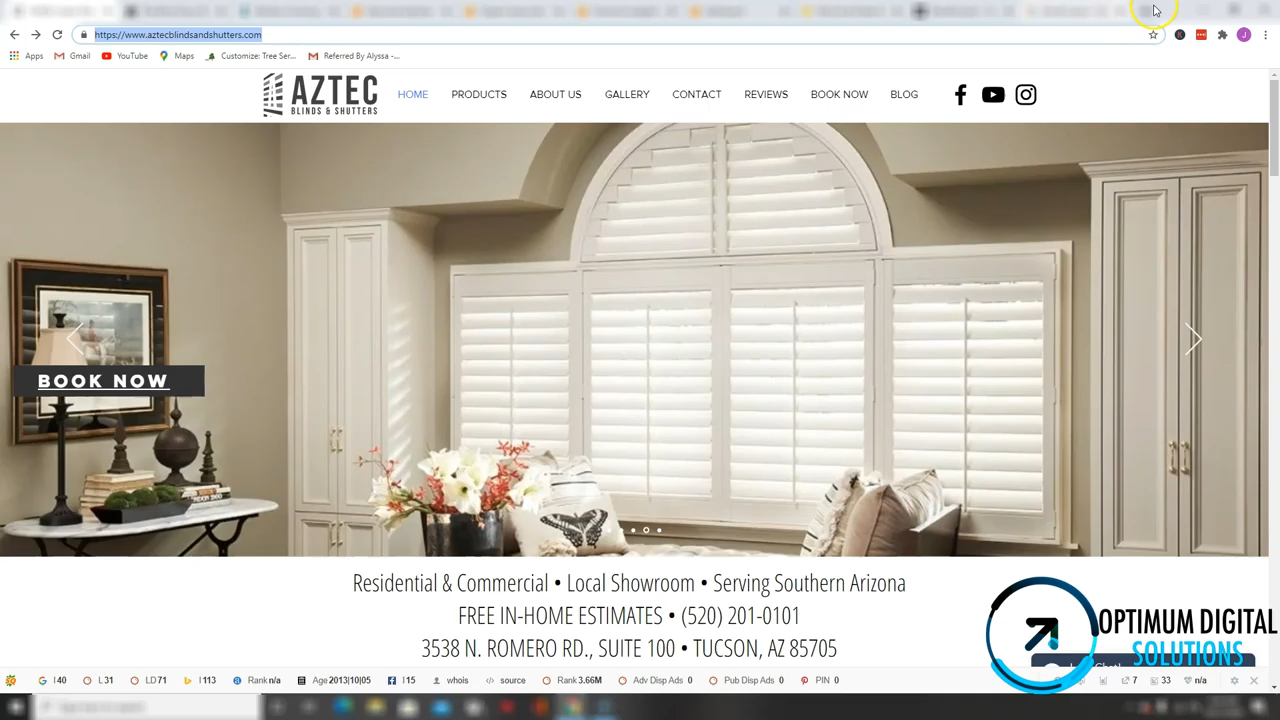 https://www.aztecblindsandshutters.com
Apps
Gmail
YouTube
Maps
Customize: Tree Ser...
Referred By Alyssa -...
AZTEC
BLINDS & SHUTTERS
HOME
PRODUCTS
ABOUT US
GALLERY
CONTACT
REVIEWS
BOOK NOW
BLOG
BOOK NOW
Residential & Commercial • Local Showroom • Serving Southern Arizona
FREE IN-HOME ESTIMATES • (520) 201-0101
3538 N. ROMERO RD., SUITE 100 • TUCSON, AZ 85705
OPTIMUM DIGITAL
SOLUTIONS
I 40
L 31
LD 71
I 113
Rank n/a
Age 2013|10|05
I 15
whois
source
Rank 3.66M
Adv Disp Ads 0
Pub Disp Ads 0
PIN 0
7
33
n/a